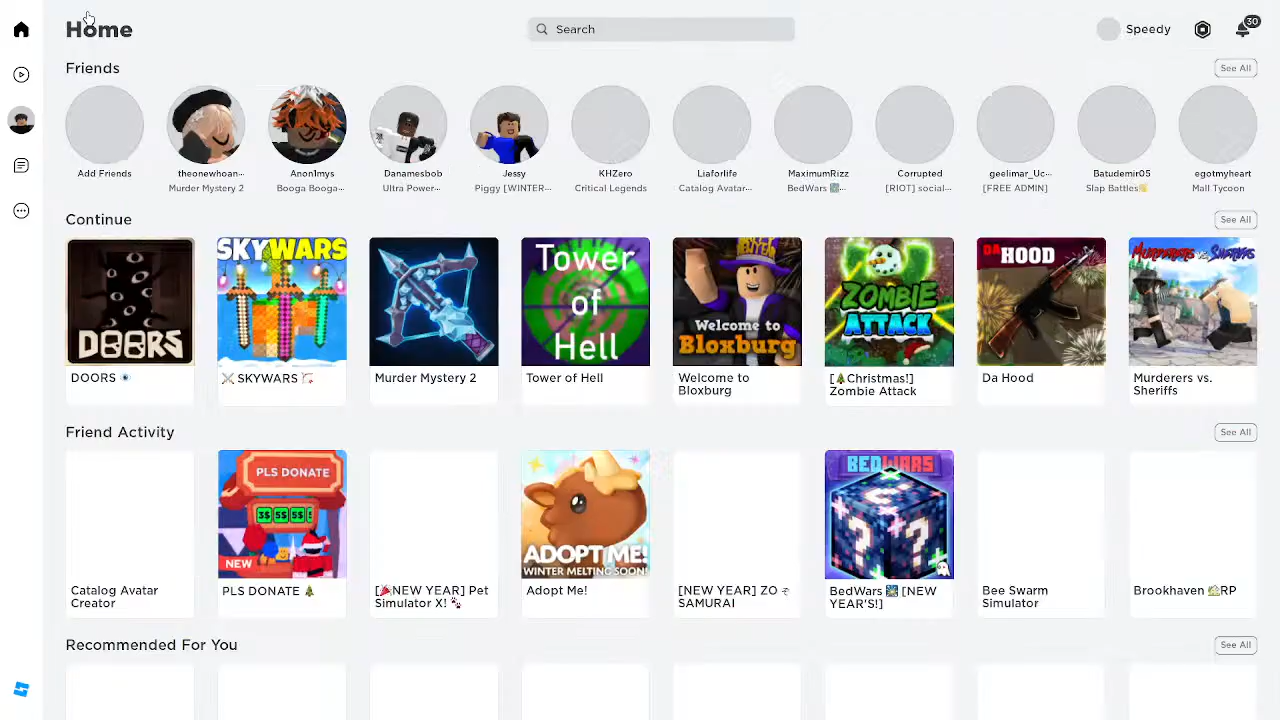 Home
Search
Speedy
30
Friends
See All
Add Friends
theonewhoan...
Anon1mys
Danamesbob
Jessy
KHZero
Liaforlife
MaximumRizz
Corrupted
geelimar_Uc...
Batudemir05
egotmyheart
Murder Mystery 2
Booga Booga...
Ultra Power...
Piggy [WINTER...
Critical Legends
Catalog Avatar...
BedWars 🎆...
[RIOT] social...
[FREE ADMIN]
Slap Battles👏
Mall Tycoon
Continue
See All
DOORS
SKYWARS
Tower
of
Hell
Welcome to
Bloxburg
ZOMBIE
ATTACK
DA HOOD
MURDERERS vs. SHERIFFS
DOORS 👁️
⚔️ SKYWARS 🏹
Murder Mystery 2
Tower of Hell
Welcome to
Bloxburg
[🎄Christmas!]
Zombie Attack
Da Hood
Murderers vs.
Sheriffs
Friend Activity
See All
PLS DONATE
3$ 5$ 5$
NEW
ADOPT ME!
WINTER MELTING SOON!
BEDWARS
Catalog Avatar
Creator
PLS DONATE 🎄
[🎉NEW YEAR] Pet
Simulator X! 🐾
Adopt Me!
[NEW YEAR] ZO
SAMURAI
BedWars 🎆 [NEW
YEAR'S!]
Bee Swarm
Simulator
Brookhaven 🏡RP
Recommended For You
See All